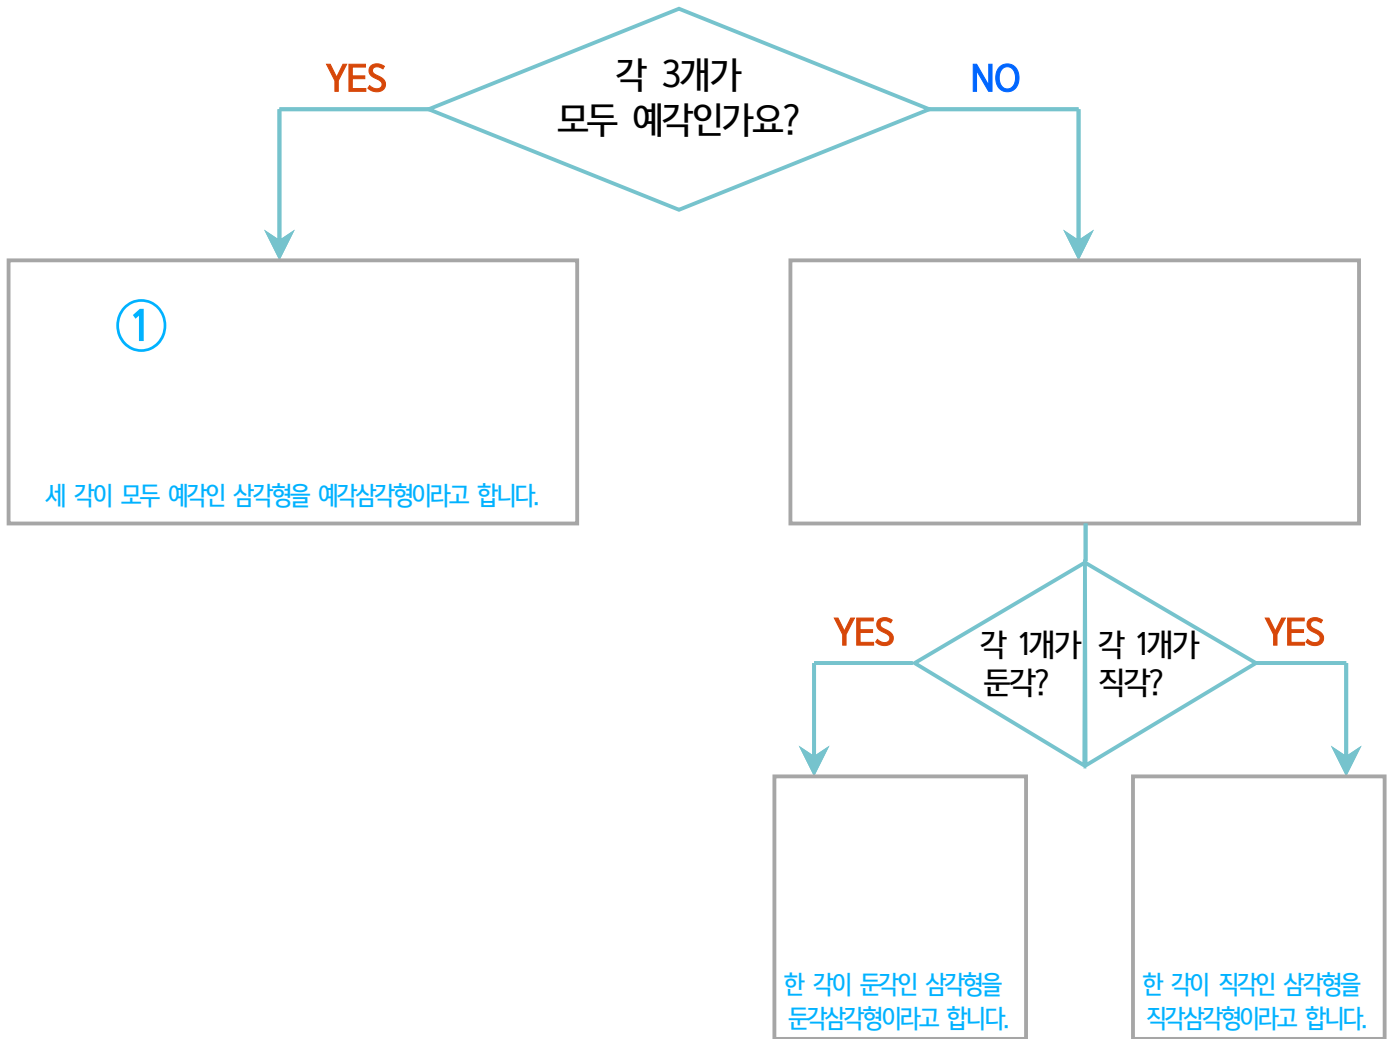 각 3개가
모두 예각인가요?
YES
NO
①
세 각이 모두 예각인 삼각형을 예각삼각형이라고 합니다.
YES
각 1개가
둔각?
각 1개가
직각?
YES
한 각이 둔각인 삼각형을
둔각삼각형이라고 합니다.
한 각이 직각인 삼각형을
직각삼각형이라고 합니다.